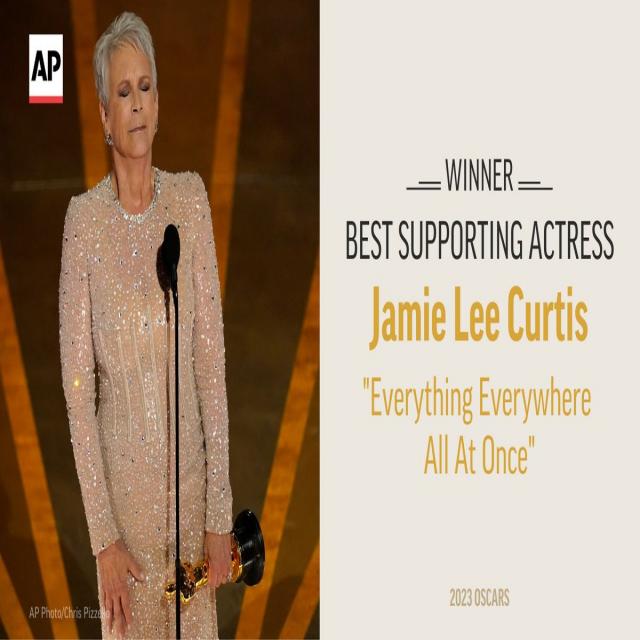 AP
WINNER
BEST SUPPORTING ACTRESS
Jamie Lee Curtis
"Everything Everywhere
All At Once"
2023 OSCARS
AP Photo/Chris